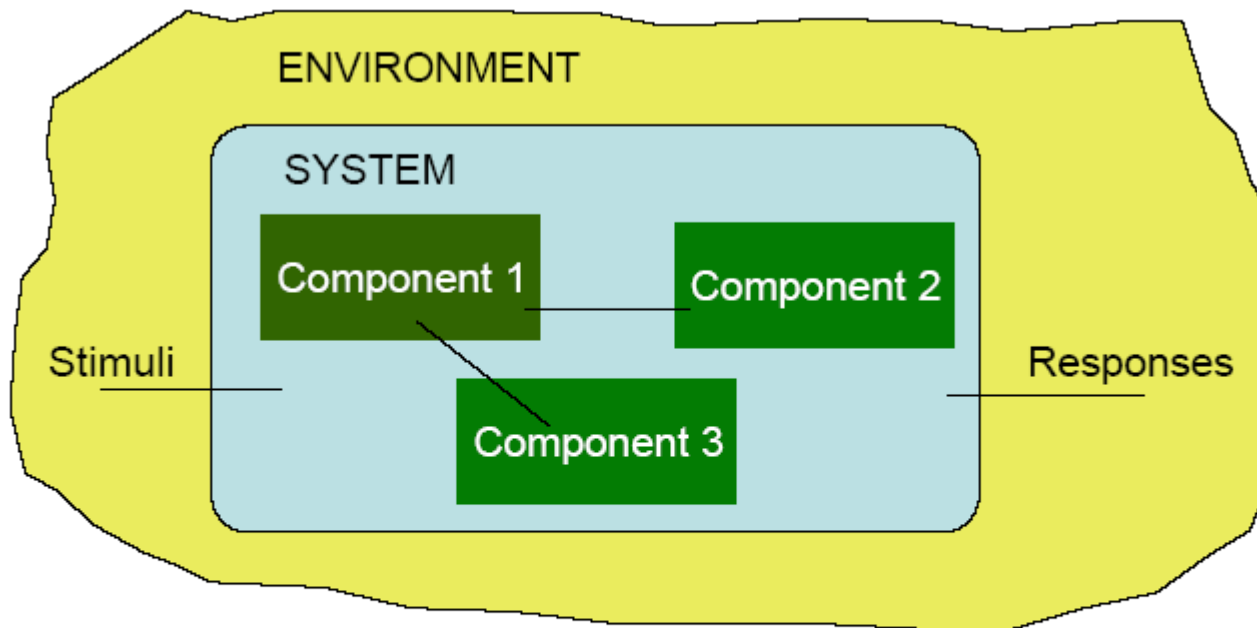 ENVIRONMENT
SYSTEM
Component 1
Component 2
Stimuli
Responses
Component 3